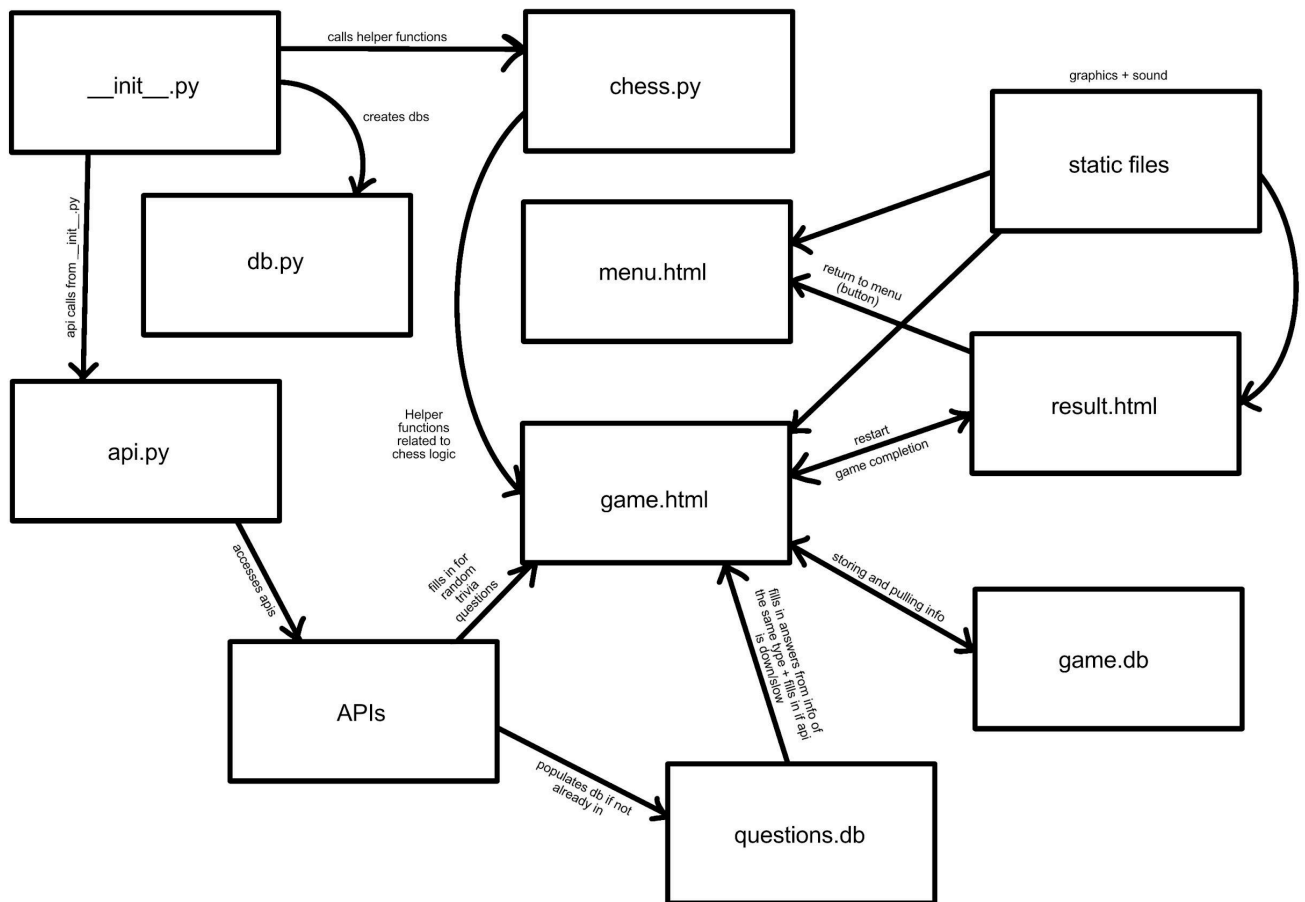 calls helper functions
__init__.py
chess.py
graphics + sound
creates dbs
static files
api calls from __init__.py
db.py
menu.html
return to menu
(button)
result.html
api.py
Helper
functions
related to
chess logic
restart
game completion
game.html
accesses apis
fills in for
random
trivia
questions
fills in answers from info of
the same type + fills in if api
is down/slow
storing and pulling info
game.db
APIs
populates db if not
already in
questions.db